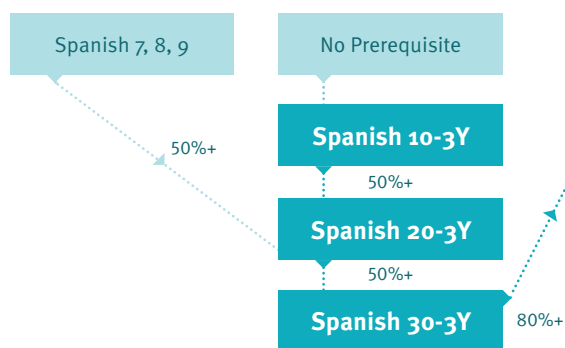 Spanish 7, 8, 9
No Prerequisite
Spanish 10-3Y
50%+
50%+
Spanish 20-3Y
50%+
Spanish 30-3Y
80%+